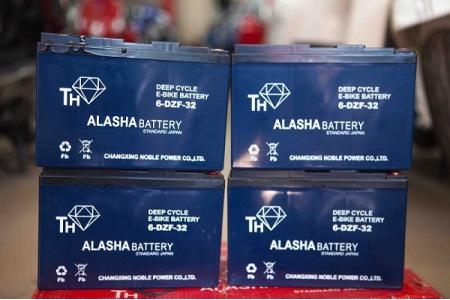 TH
DEEP CYCLE
E-BIKE BATTERY
6-DZF-32
ALASHA BATTERY
STANDARD JAPAN
Pb Pb
CHANGXING NOBLE POWER CO.,LTD.
TH
DEEP CYCLE
E-BIKE BATTERY
6-DZF-32
ALASHA BATTERY
STANDARD JAPAN
Pb Pb
CHANGXING NOBLE POWER CO.,LTD.
TH
DEEP CYCLE
E-BIKE BATTERY
6-DZF-32
ALASHA BATTERY
STANDARD JAPAN
Pb Pb
CHANGXING NOBLE POWER CO.,LTD.
TH
DEEP CYCLE
E-BIKE BATTERY
6-DZF-32
ALASHA BATTERY
STANDARD JAPAN
Pb Pb
CHANGXING NOBLE POWER CO.,LTD.